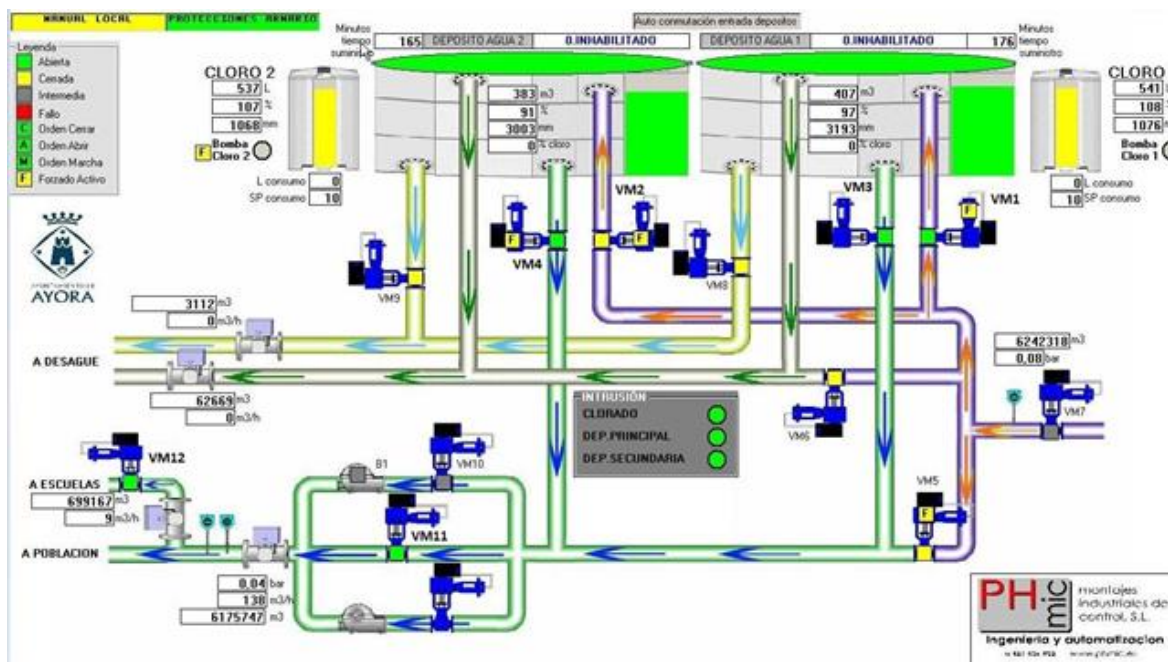 MANUAL LOCAL
PROTECCIONES ARMARIO
Auto conmutación entrada depositos
Minutos
tiempo
suministro
165
DEPOSITO AGUA 2
0.INHABILITADO
DEPOSITO AGUA 1
0.INHABILITADO
176
Minutos
tiempo
suministro
Leyenda
Abierta
Cerrada
Intermedia
Fallo
C Orden Cerrar
A Orden Abrir
M Orden Marcha
F Forzado Activo
CLORO 2
537 L
107 %
1068 mm
F Bomba
Cloro 2
0 L consumo
10 SP consumo
383 m3
91 %
3003 mm
0 % cloro
407 m3
97 %
3193 mm
0 % cloro
CLORO
541
108 %
1076
Bomba
Cloro 1
0 L consumo
10 SP consumo
VM2
F
VM4
F
VM3
VM1
F
VM9
VM8
AYUNTAMIENTO DE
AYORA
3112 m3
0 m3/h
A DESAGUE
62669 m3
0 m3/h
6242318 m3
0,08 bar
VM7
VM6
INTRUSIÓN
CLORADO
DEP.PRINCIPAL
DEP.SECUNDARIA
VM12
B1
VM10
VM5
F
A ESCUELAS
699167 m3
9 m3/h
VM11
A POBLACION
0,04 bar
138 m3/h
6175747 m3
PH mic
montajes
industriales de
control, S.L.
Ingenieria y automatizacion